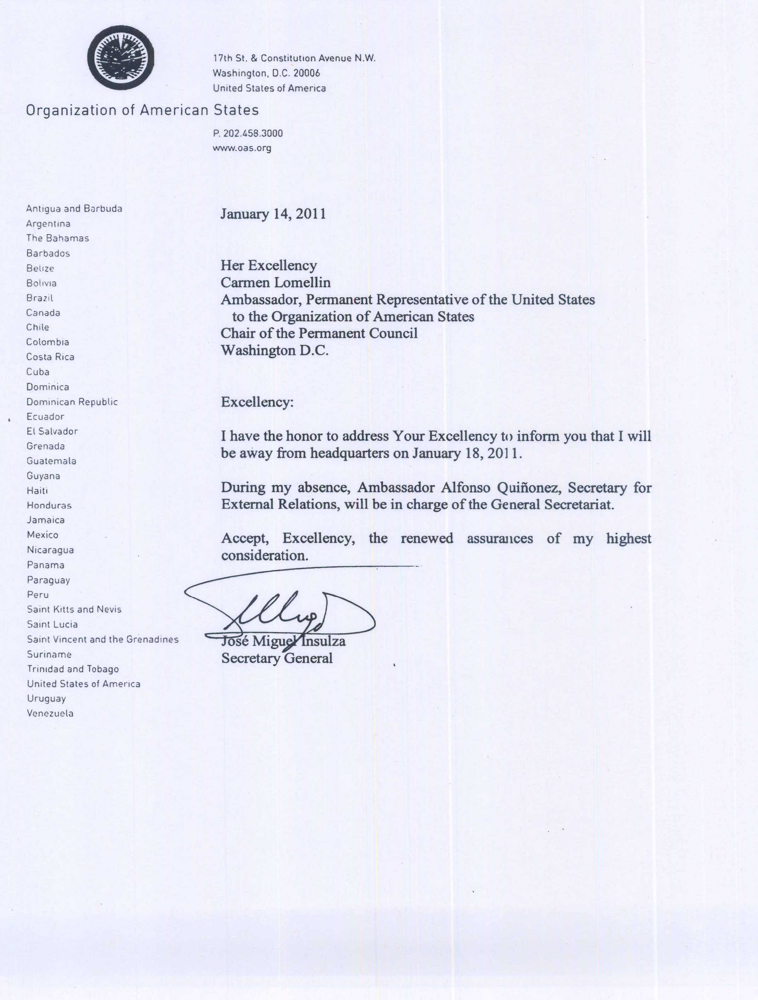 17th St. & Constitution Avenue N.W.
Washington, D.C. 20006
United States of America
Organization of American States
P. 202.458.3000
www.oas.org
Antigua and Barbuda
Argentina
The Bahamas
Barbados
Belize
Bolivia
Brazil
Canada
Chile
Colombia
Costa Rica
Cuba
Dominica
Dominican Republic
Ecuador
El Salvador
Grenada
Guatemala
Guyana
Haiti
Honduras
Jamaica
Mexico
Nicaragua
Panama
Paraguay
Peru
Saint Kitts and Nevis
Saint Lucia
Saint Vincent and the Grenadines
Suriname
Trinidad and Tobago
United States of America
Uruguay
Venezuela
January 14, 2011
Her Excellency
Carmen Lomellin
Ambassador, Permanent Representative of the United States
to the Organization of American States
Chair of the Permanent Council
Washington D.C.
Excellency:
I have the honor to address Your Excellency to inform you that I will
be away from headquarters on January 18, 2011.
During my absence, Ambassador Alfonso Quiñonez, Secretary for
External Relations, will be in charge of the General Secretariat.
Accept, Excellency, the renewed assurances of my highest
consideration.
José Miguel Insulza
Secretary General